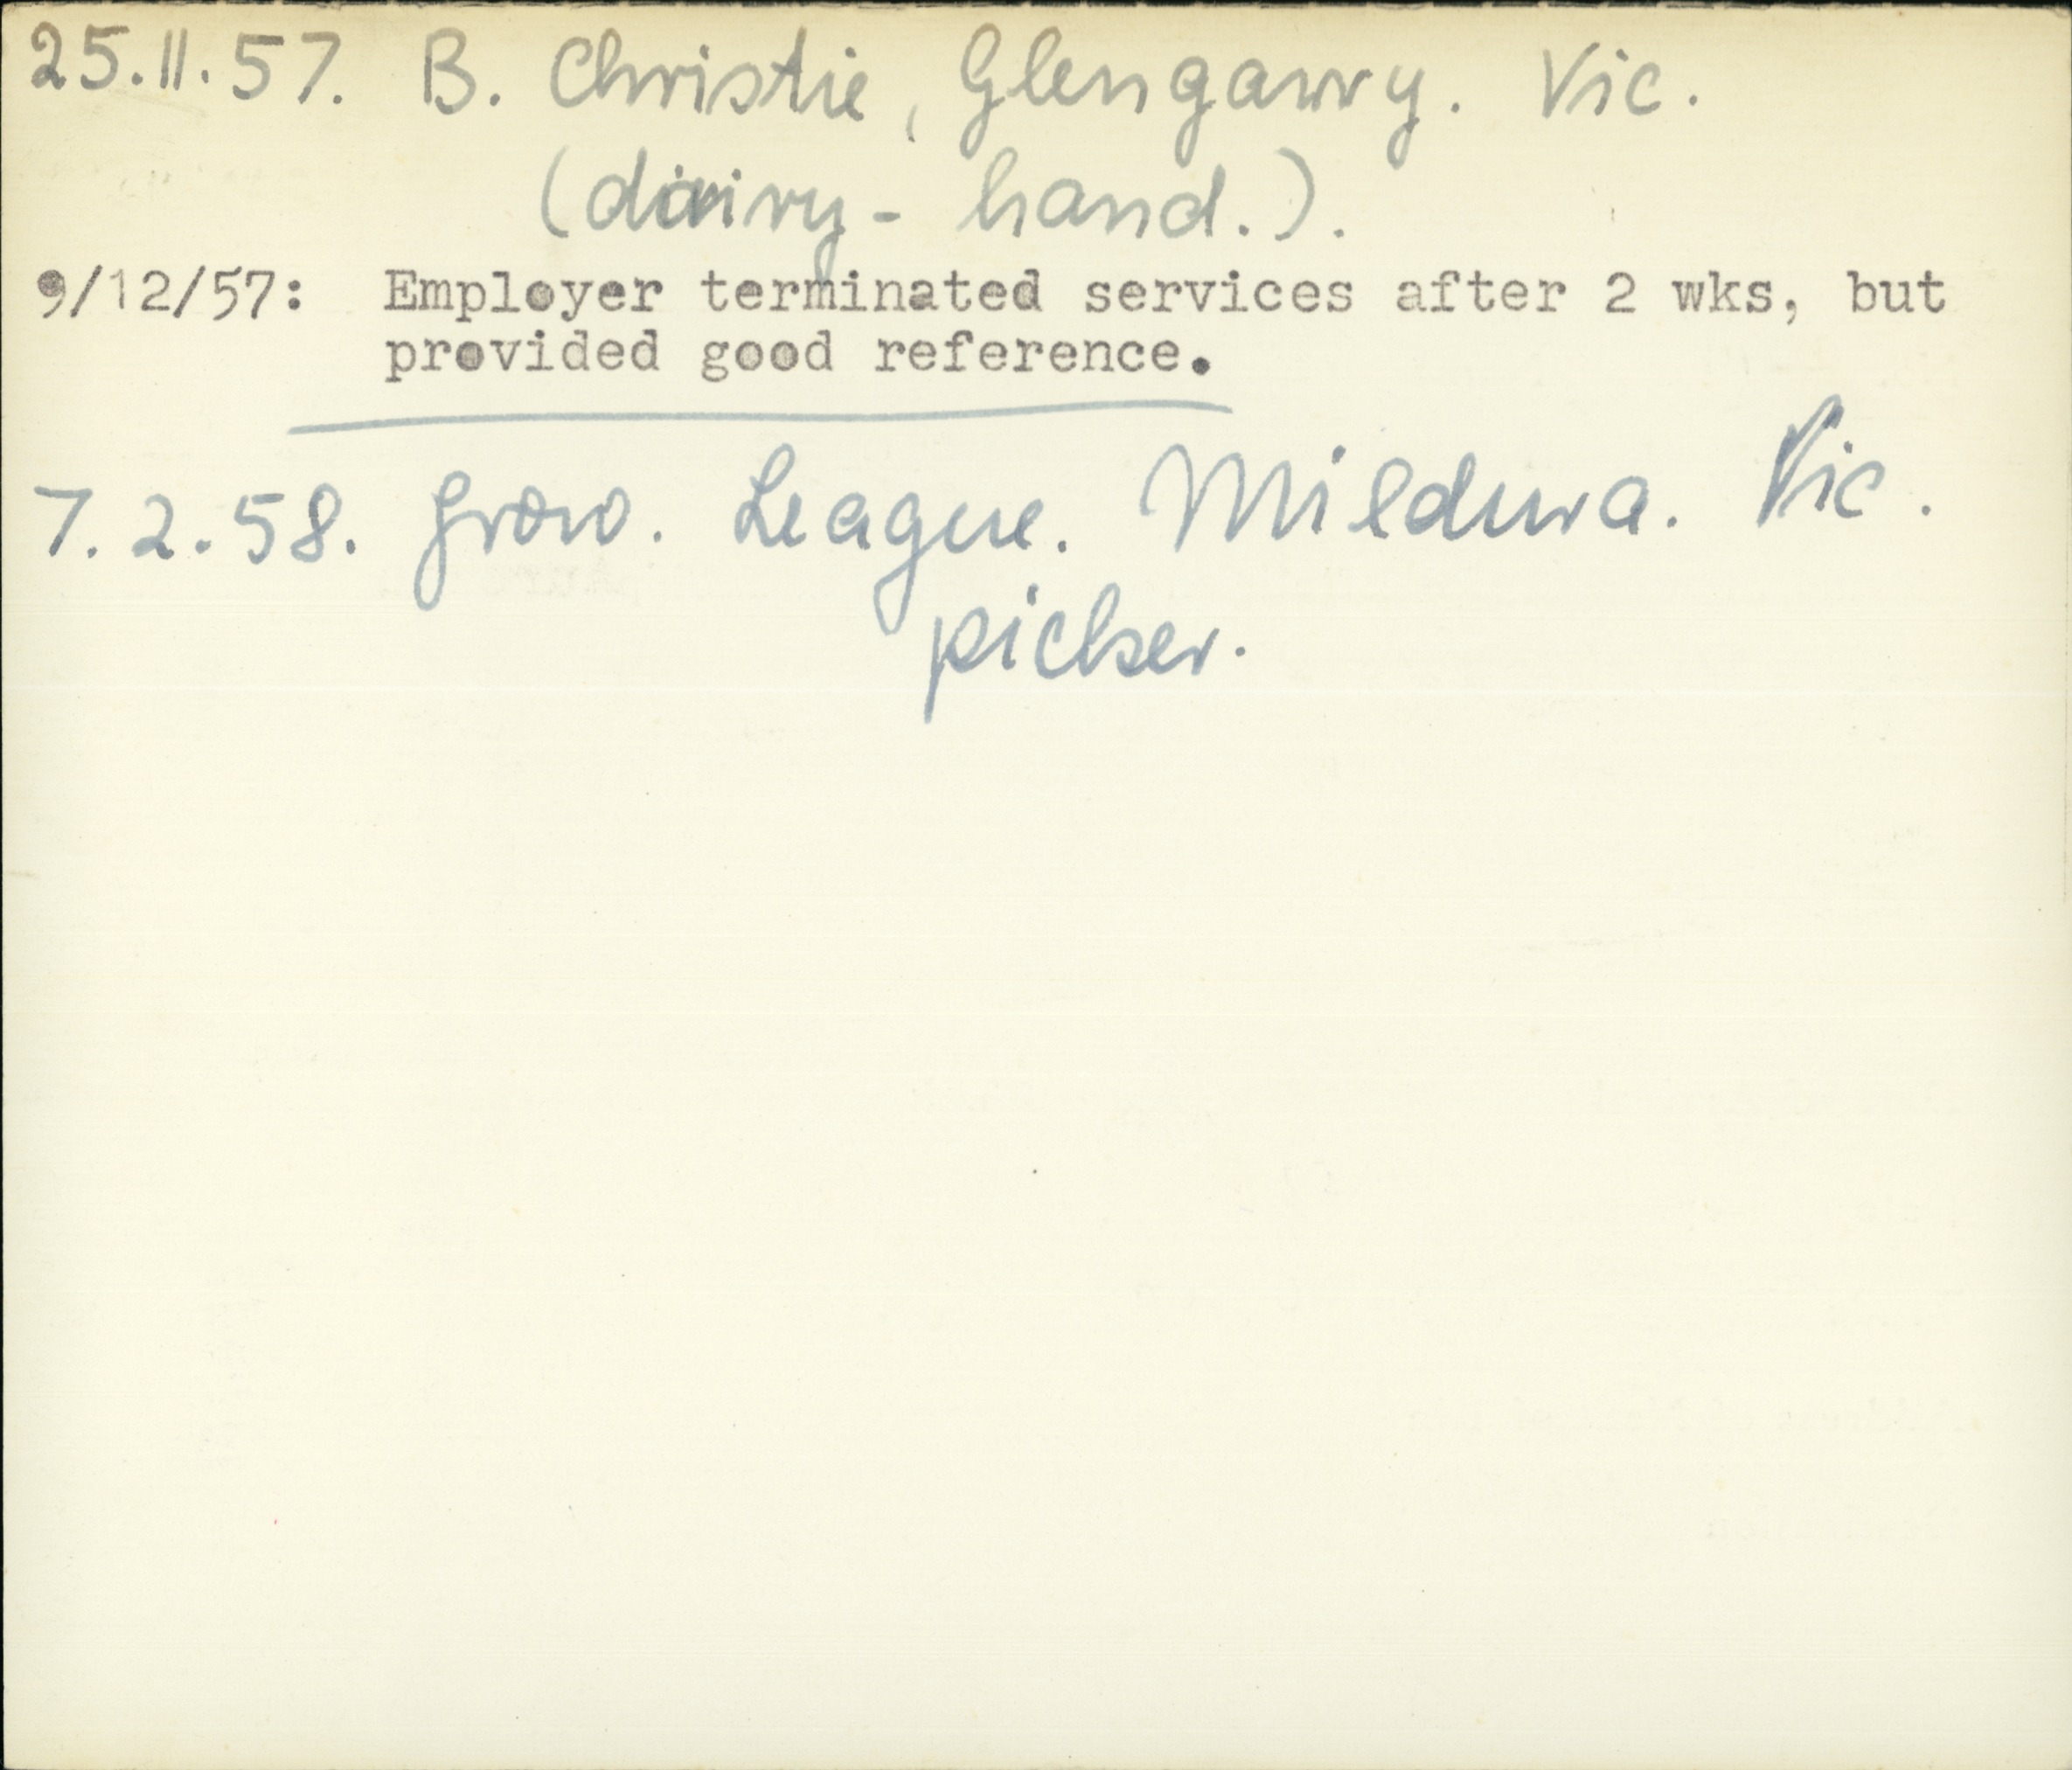 25.11.57. B. Christie, Glengarry. Vic.
(dairy- hand.).
9/12/57: Employer terminated services after 2 wks, but
provided good reference.
7.2.58. Grow. League. Mildura. Vic.
picker.